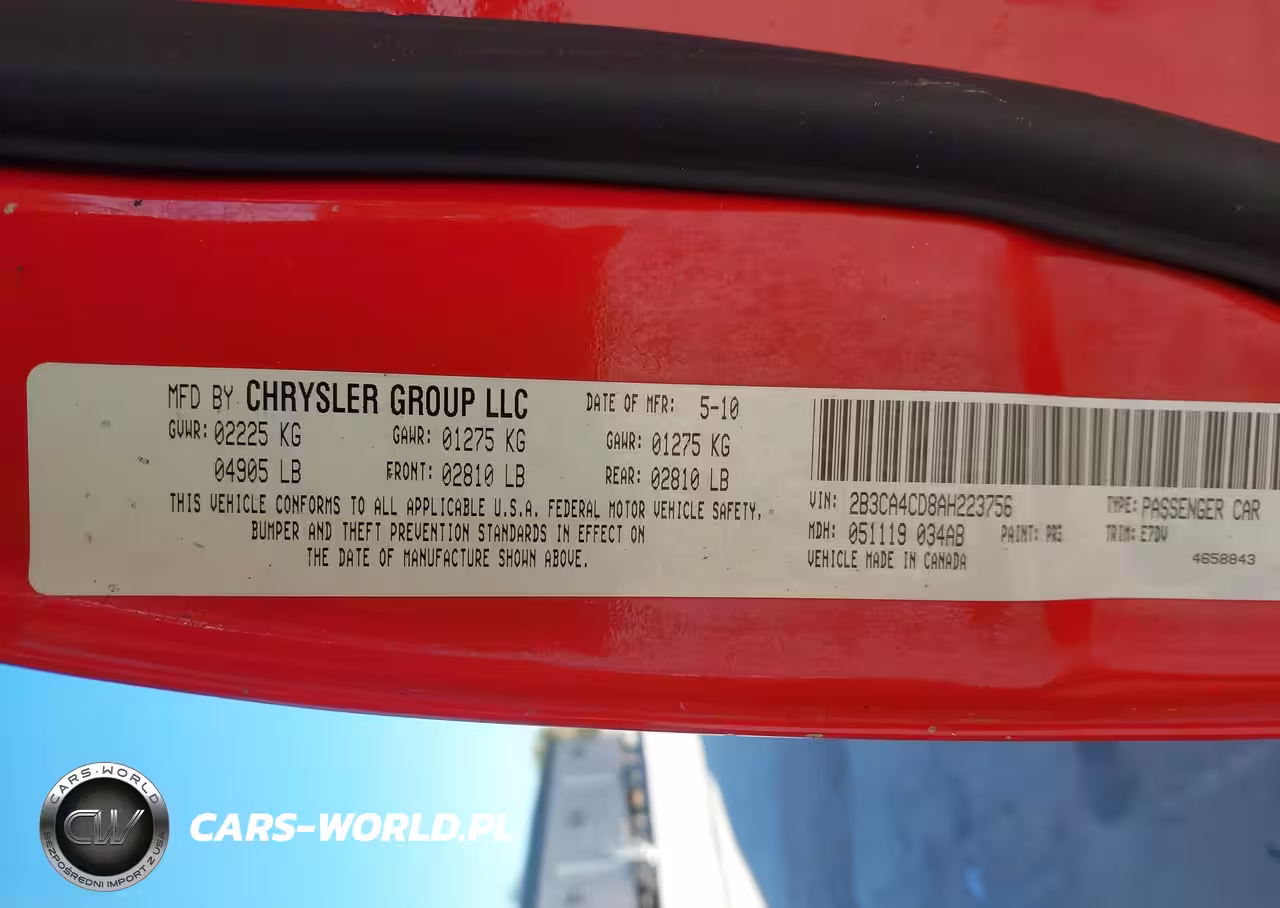 MFD BY CHRYSLER GROUP LLC DATE OF MFR: 5-10
GVWR: 02225 KG GAWR: 01275 KG GAWR: 01275 KG
04905 LB FRONT: 02810 LB REAR: 02810 LB
THIS VEHICLE CONFORMS TO ALL APPLICABLE U.S.A. FEDERAL MOTOR VEHICLE SAFETY,
BUMPER AND THEFT PREVENTION STANDARDS IN EFFECT ON
THE DATE OF MANUFACTURE SHOWN ABOVE.
VIN: 2B3CA4CD8AH223756 TYPE: PASSENGER CAR
MDH: 051119 034AB PAINT: PR3 TRIM: E7DV
VEHICLE MADE IN CANADA 4658843
CARS-WORLD
CW
BEZPOŚREDNI IMPORT Z USA
CARS-WORLD.PL